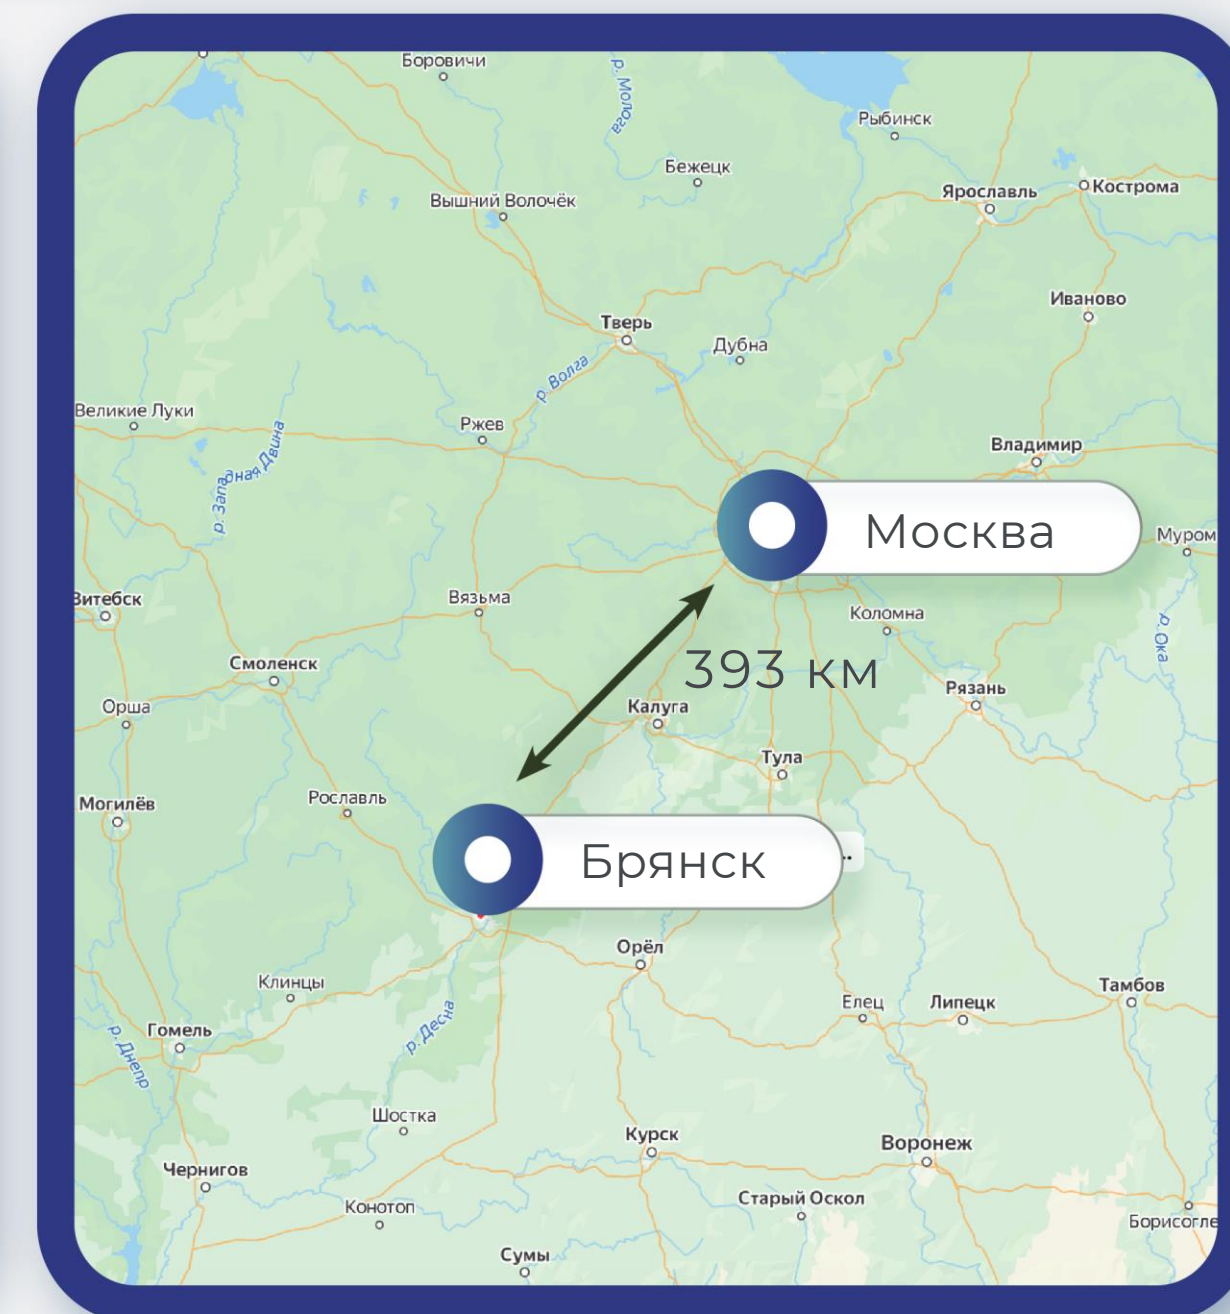 Боровичи
р. Молога
Рыбинск
Бежецк
Ярославль
Кострома
Вышний Волочёк
Иваново
Тверь
Дубна
р. Волга
Великие Луки
Ржев
Владимир
р. Западная Двина
Москва
Муром
Витебск
Вязьма
Коломна
р. Ока
Смоленск
393 км
Рязань
Орша
Калуга
Тула
Рославль
Могилёв
Брянск
..
Орёл
Клинцы
Тамбов
Елец
Липецк
Гомель
р. Десна
р. Днепр
Шостка
Курск
Воронеж
Чернигов
Конотоп
Старый Оскол
Борисогле
Сумы